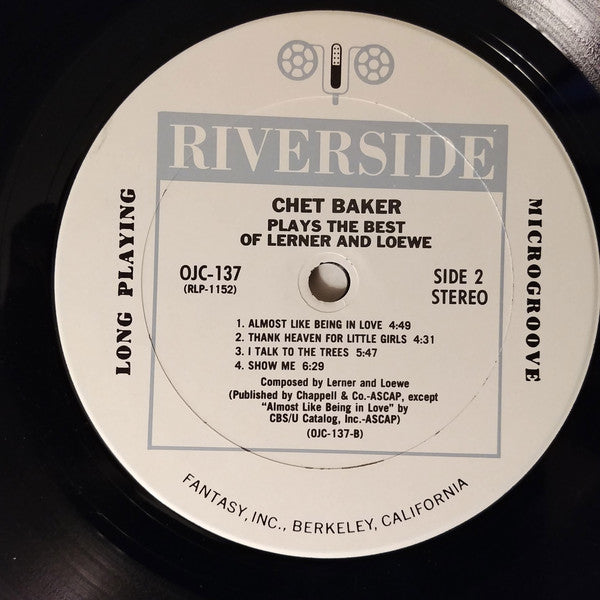 RIVERSIDE
CHET BAKER
PLAYS THE BEST
OF LERNER AND LOEWE
OJC-137
(RLP-1152)
SIDE 2
STEREO
1. ALMOST LIKE BEING IN LOVE 4:49
2. THANK HEAVEN FOR LITTLE GIRLS 4:31
3. I TALK TO THE TREES 5:47
4. SHOW ME 6:29
Composed by Lerner and Loewe
(Published by Chappell & Co.-ASCAP, except
"Almost Like Being in Love" by
CBS/U Catalog, Inc.-ASCAP)
(OJC-137-B)
LONG PLAYING
MICROGROOVE
FANTASY, INC., BERKELEY, CALIFORNIA